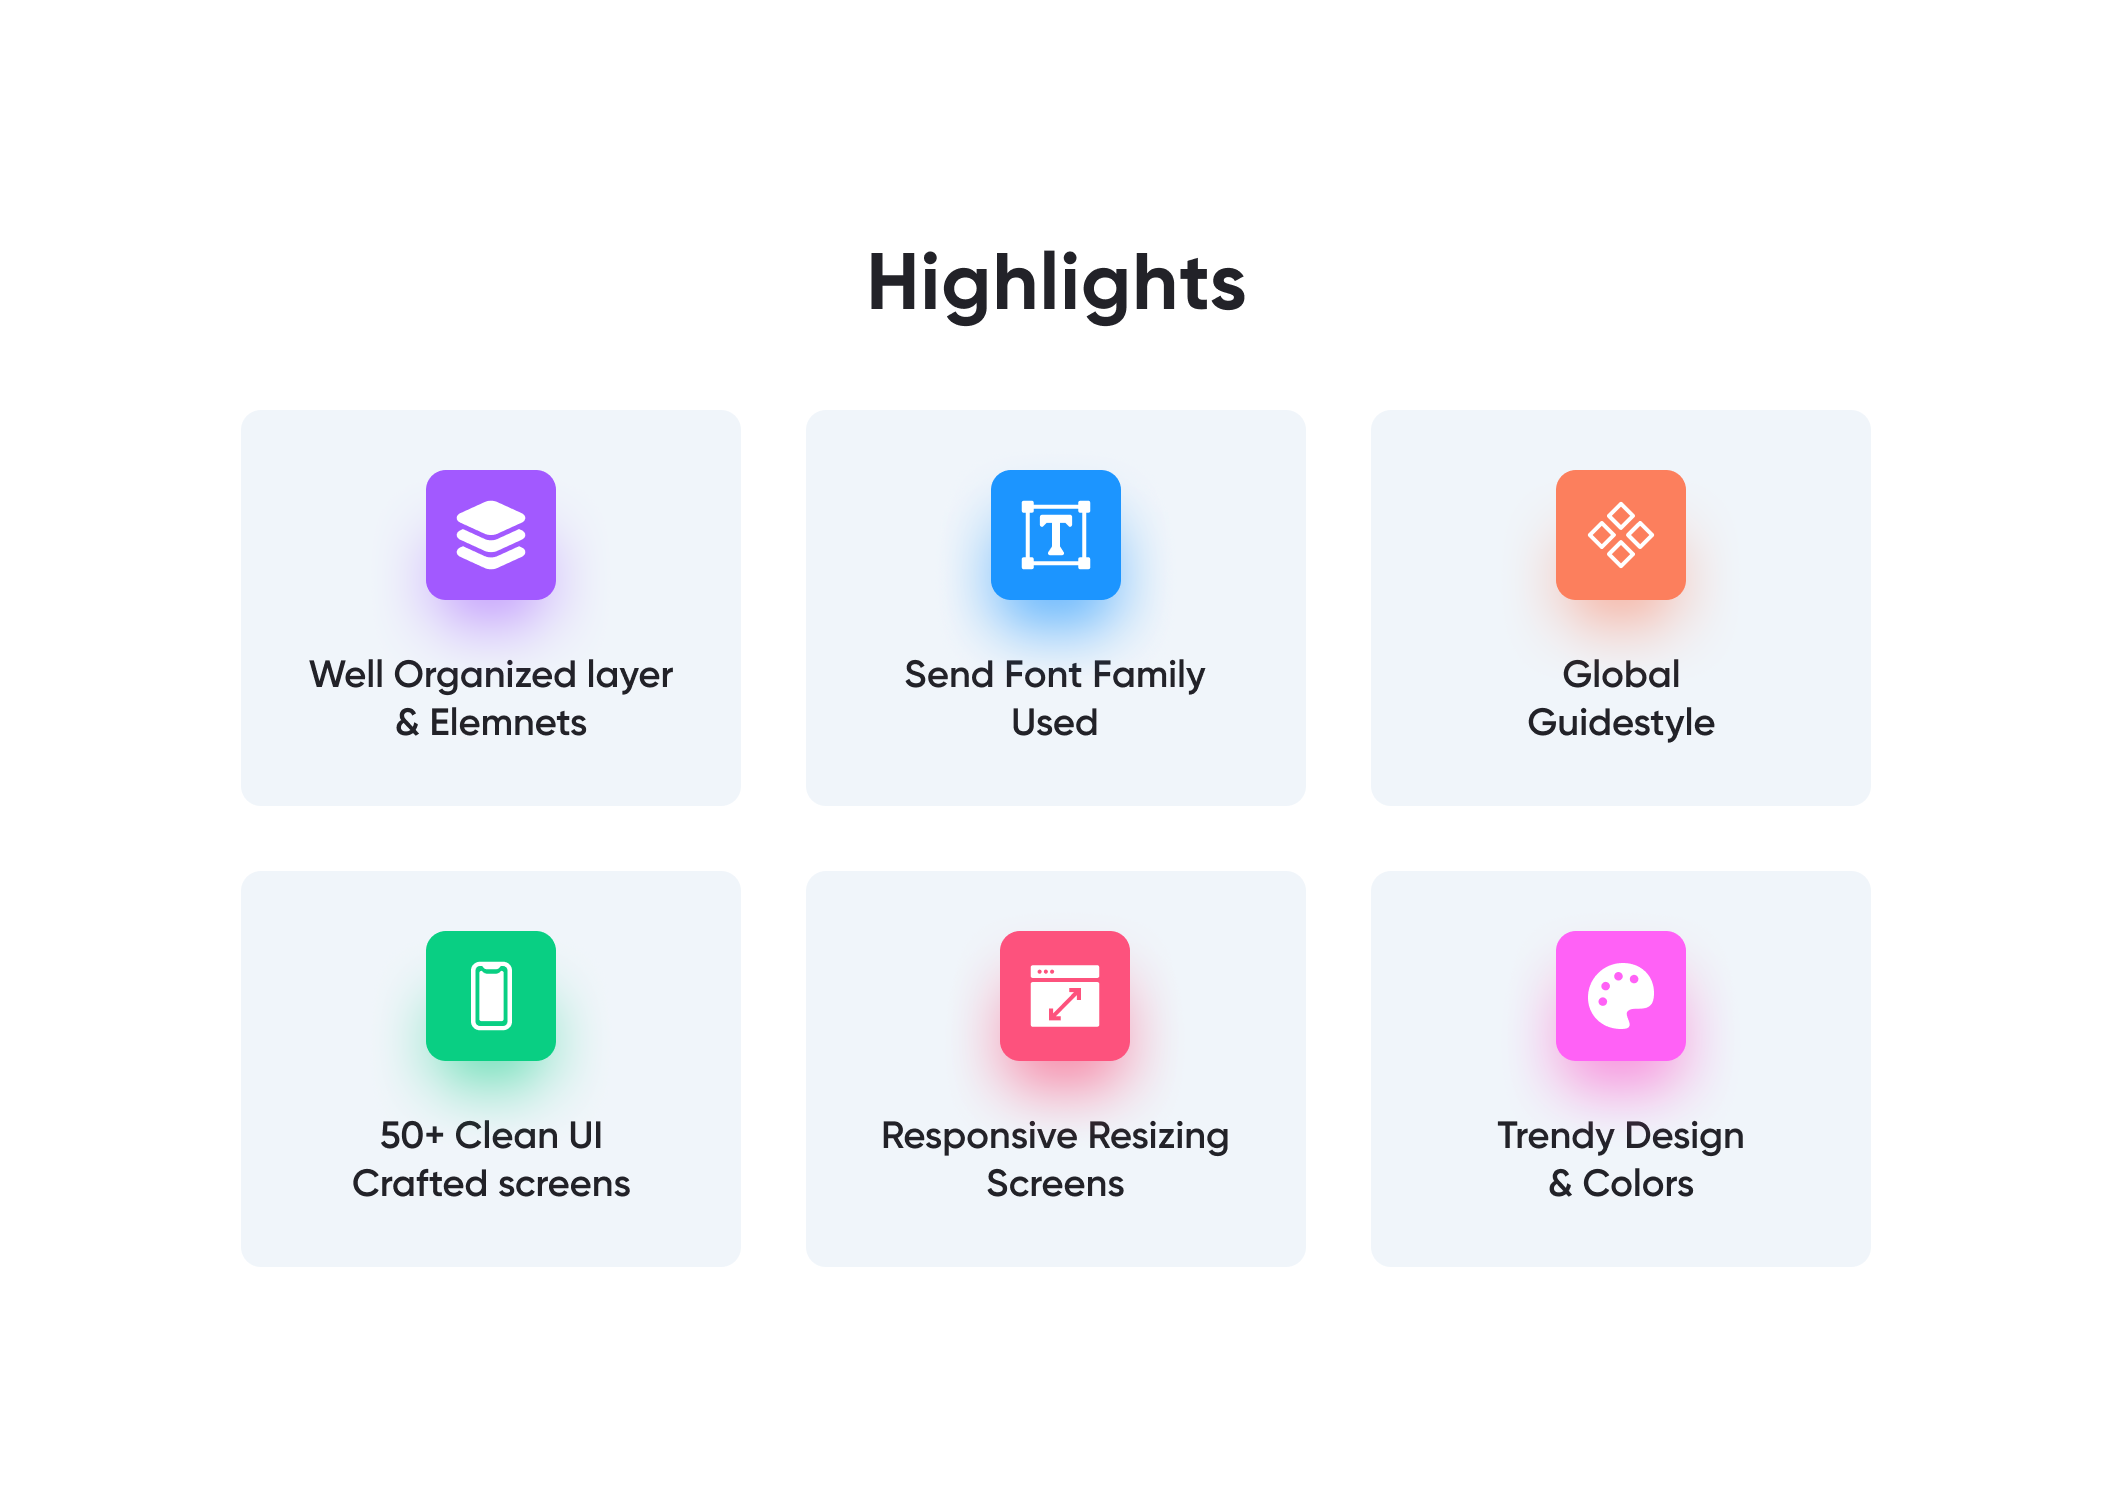 Highlights
Well Organized layer
& Elemnets
Send Font Family
Used
Global
Guidestyle
50+ Clean UI
Crafted screens
Responsive Resizing
Screens
Trendy Design
& Colors